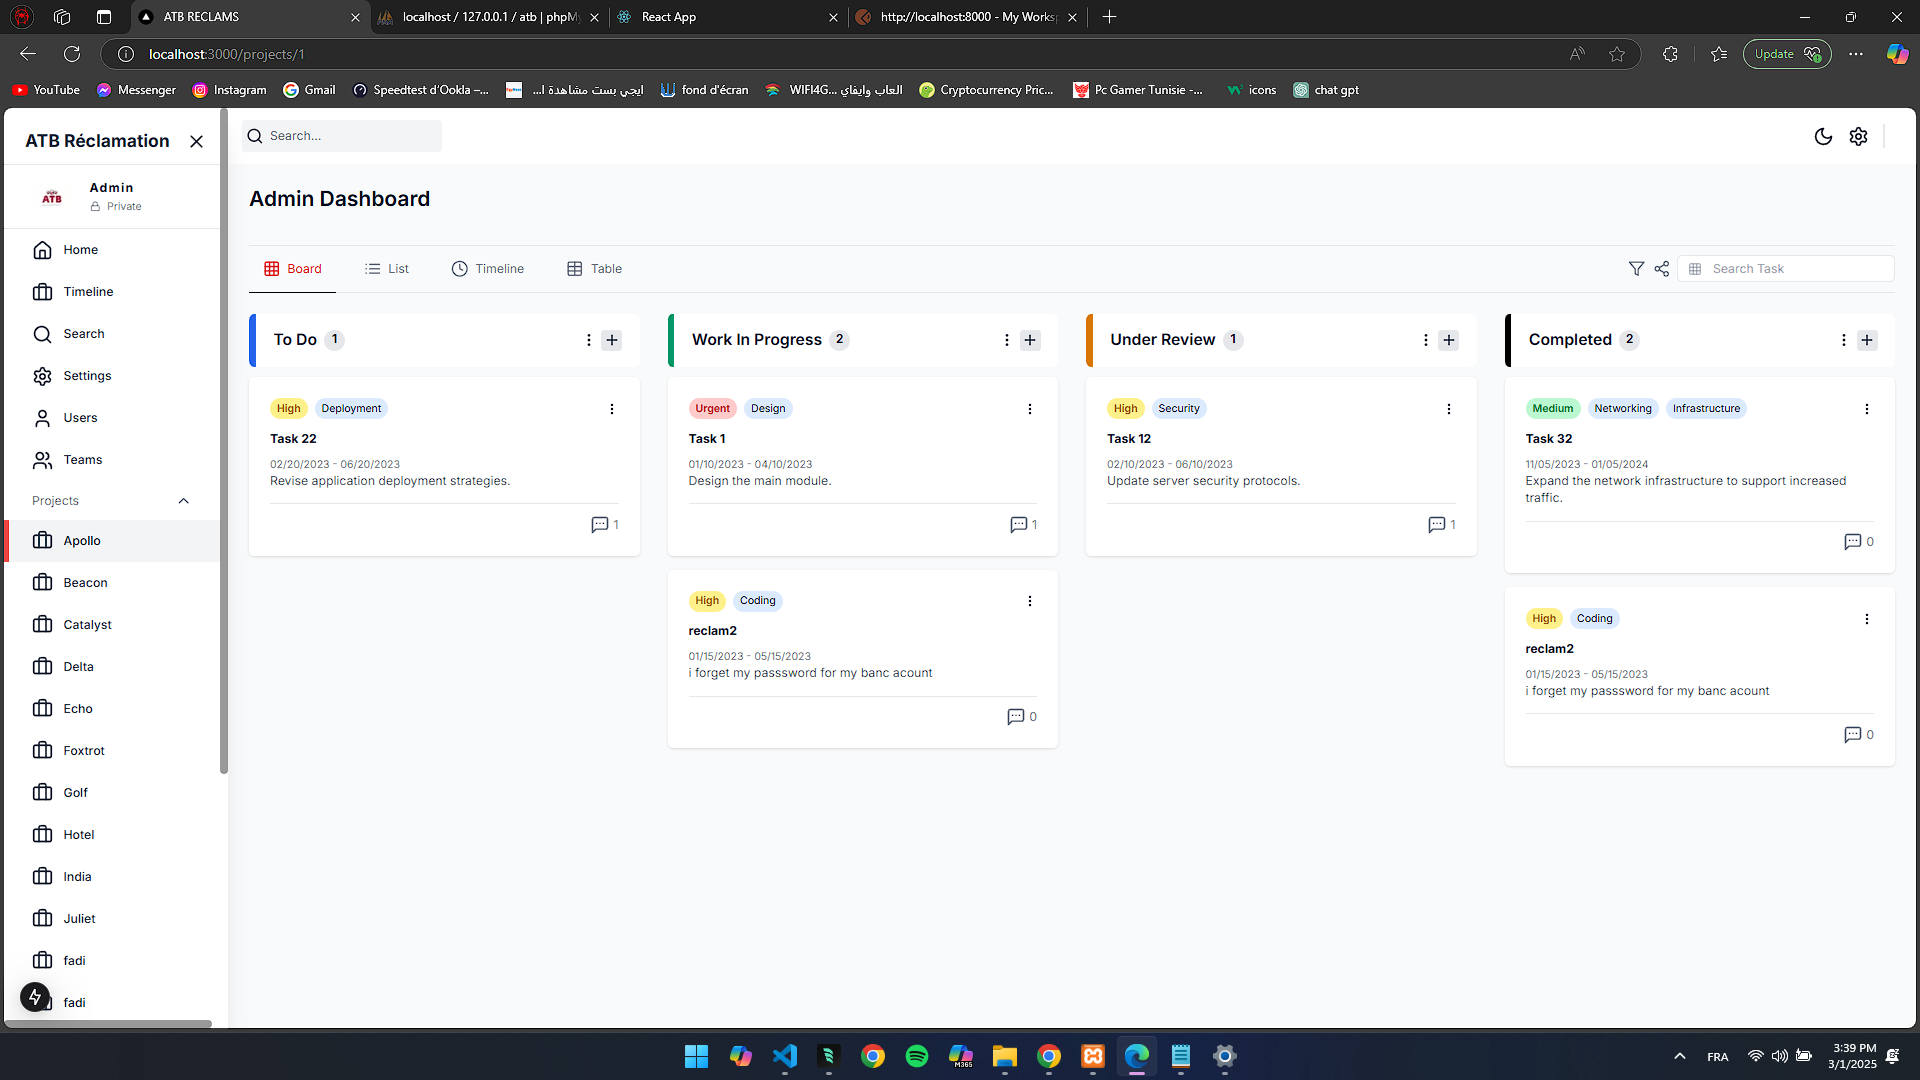 ATB RECLAMS
localhost / 127.0.0.1 / atb | phpMy
React App
http://localhost:8000 - My Worksp
localhost:3000/projects/1
Update
YouTube
Messenger
Instagram
Gmail
Speedtest d'Ookla –...
ايجي بست مشاهدة ا...
fond d'écran
العاب وايفاي ...WIFI4G
Cryptocurrency Pric...
Pc Gamer Tunisie -...
icons
chat gpt
ATB Réclamation
Search...
ATB
Admin
Private
Admin Dashboard
Home
Timeline
Search
Settings
Users
Teams
Projects
Apollo
Beacon
Catalyst
Delta
Echo
Foxtrot
Golf
Hotel
India
Juliet
fadi
fadi
Board
List
Timeline
Table
Search Task
To Do 1
High Deployment
Task 22
02/20/2023 - 06/20/2023
Revise application deployment strategies.
1
Work In Progress 2
Urgent Design
Task 1
01/10/2023 - 04/10/2023
Design the main module.
1
High Coding
reclam2
01/15/2023 - 05/15/2023
i forget my passsword for my banc acount
0
Under Review 1
High Security
Task 12
02/10/2023 - 06/10/2023
Update server security protocols.
1
Completed 2
Medium Networking Infrastructure
Task 32
11/05/2023 - 01/05/2024
Expand the network infrastructure to support increased
traffic.
0
High Coding
reclam2
01/15/2023 - 05/15/2023
i forget my passsword for my banc acount
0
M365
FRA
3:39 PM
3/1/2025